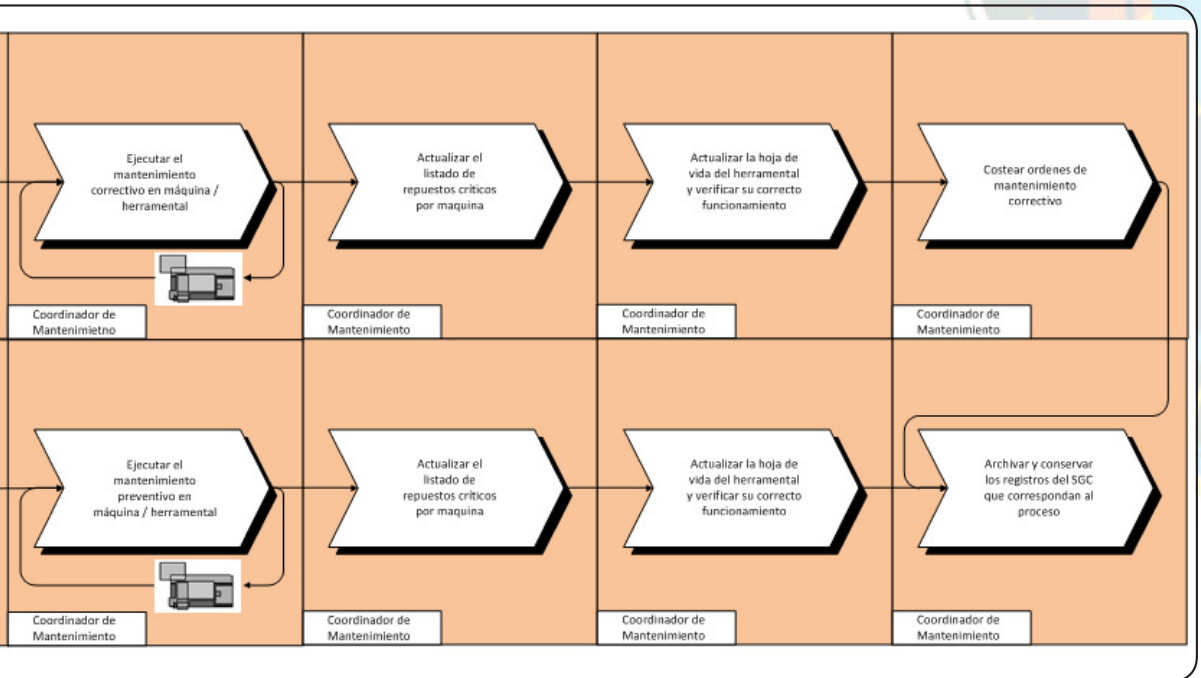 Ejecutar el
mantenimiento
correctivo en máquina /
herramental
Coordinador de
Mantenimietno
Actualizar el
listado de
repuestos críticos
por maquina
Coordinador de
Mantenimiento
Actualizar la hoja de
vida del herramental
y verificar su correcto
funcionamiento
Coordinador de
Mantenimiento
Costear ordenes de
mantenimiento
correctivo
Coordinador de
Mantenimiento
Ejecutar el
mantenimiento
preventivo en
máquina / herramental
Coordinador de
Mantenimiento
Actualizar el
listado de
repuestos críticos
por maquina
Coordinador de
Mantenimiento
Actualizar la hoja de
vida del herramental
y verificar su correcto
funcionamiento
Coordinador de
Mantenimiento
Archivar y conservar
los registros del SGC
que correspondan al
proceso
Coordinador de
Mantenimiento